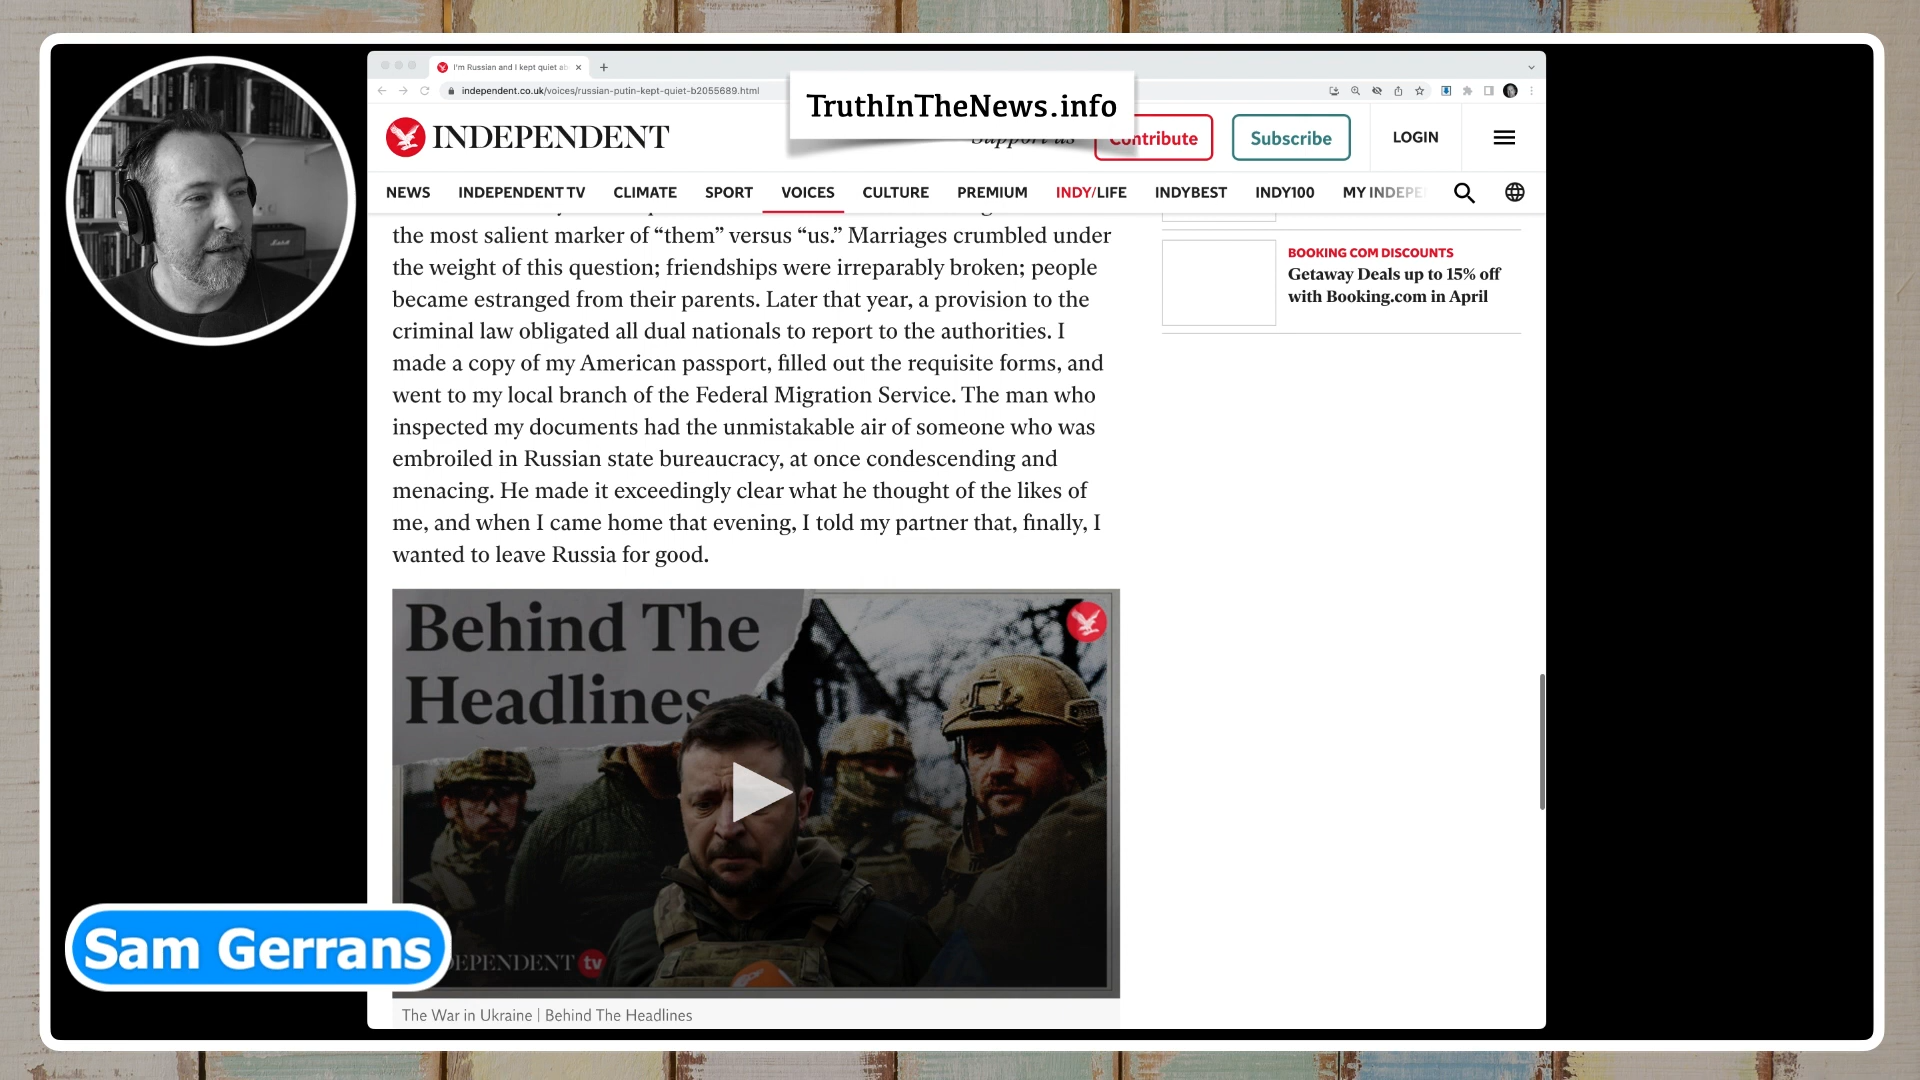 I'm Russian and I kept quiet ab
independent.co.uk/voices/russian-putin-kept-quiet-b2055689.html
TruthInTheNews.info
INDEPENDENT
Support us
Contribute
Subscribe
LOGIN
NEWS INDEPENDENT TV CLIMATE SPORT VOICES CULTURE PREMIUM INDY/LIFE INDYBEST INDY100 MY INDEPE
the most salient marker of “them” versus “us.” Marriages crumbled under
the weight of this question; friendships were irreparably broken; people
became estranged from their parents. Later that year, a provision to the
criminal law obligated all dual nationals to report to the authorities. I
made a copy of my American passport, filled out the requisite forms, and
went to my local branch of the Federal Migration Service. The man who
inspected my documents had the unmistakable air of someone who was
embroiled in Russian state bureaucracy, at once condescending and
menacing. He made it exceedingly clear what he thought of the likes of
me, and when I came home that evening, I told my partner that, finally, I
wanted to leave Russia for good.
BOOKING COM DISCOUNTS
Getaway Deals up to 15% off
with Booking.com in April
Behind The
Headlines
EPENDENT tv
Sam Gerrans
The War in Ukraine | Behind The Headlines